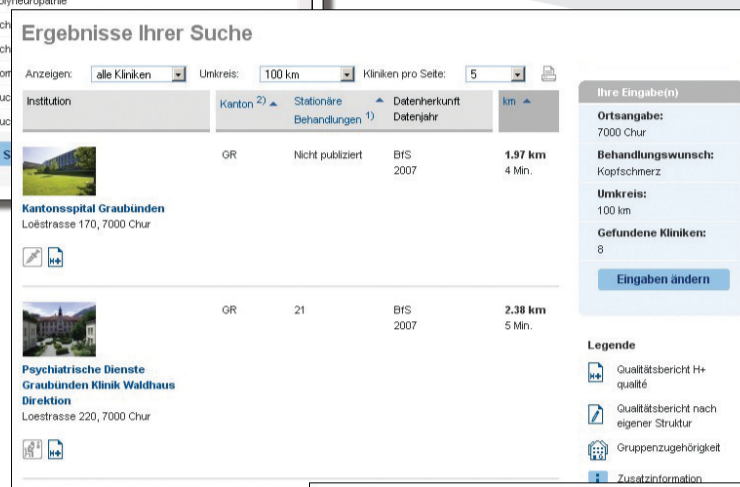 Ergebnisse Ihrer Suche
Anzeigen: alle Kliniken Umkreis: 100 km Kliniken pro Seite: 5
Institution Kanton 2) Stationäre Behandlungen 1) Datenherkunft Datenjahr km
GR Nicht publiziert BfS 1.97 km
2007 4 Min.
Kantonsspital Graubünden
Loëstrasse 170, 7000 Chur
H+
GR 21 BfS 2.38 km
2007 5 Min.
Psychiatrische Dienste
Graubünden Klinik Waldhaus
Direktion
Loestrasse 220, 7000 Chur
H+
Ihre Eingabe(n)
Ortsangabe:
7000 Chur
Behandlungswunsch:
Kopfschmerz
Umkreis:
100 km
Gefundene Kliniken:
8
Eingaben ändern
Legende
H+ Qualitätsbericht H+
qualité
Qualitätsbericht nach
eigener Struktur
Gruppenzugehörigkeit
i Zusatzinformation